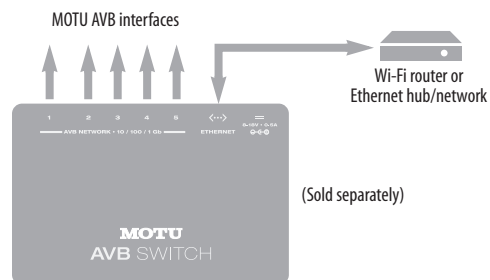 MOTU AVB interfaces
Wi-Fi router or
Ethernet hub/network
1 2 3 4 5
AVB NETWORK • 10 / 100 / 1 Gb
ETHERNET
(Sold separately)
MOTU
AVB SWITCH